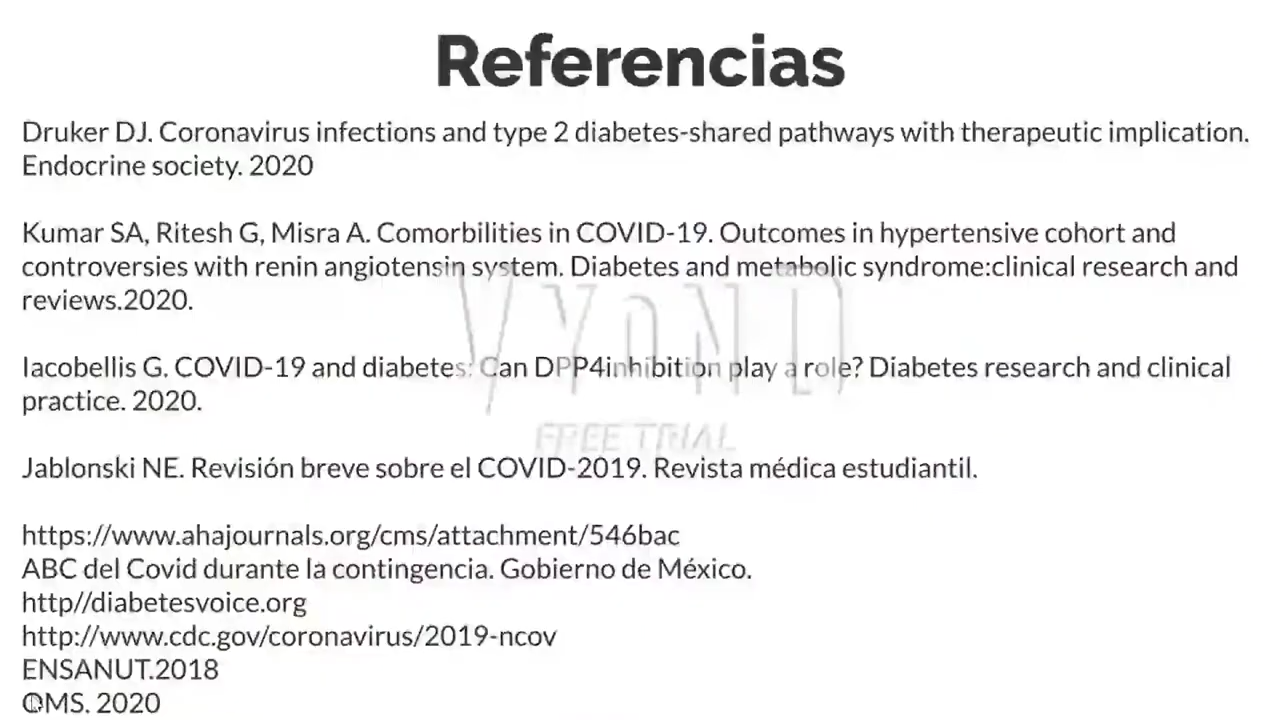 Referencias
Druker DJ. Coronavirus infections and type 2 diabetes-shared pathways with therapeutic implication.
Endocrine society. 2020
Kumar SA, Ritesh G, Misra A. Comorbilities in COVID-19. Outcomes in hypertensive cohort and
controversies with renin angiotensin system. Diabetes and metabolic syndrome:clinical research and
reviews.2020.
VYOND
Iacobellis G. COVID-19 and diabetes: Can DPP4inhibition play a role? Diabetes research and clinical
practice. 2020.
FREE TRIAL
Jablonski NE. Revisión breve sobre el COVID-2019. Revista médica estudiantil.
https://www.ahajournals.org/cms/attachment/546bac
ABC del Covid durante la contingencia. Gobierno de México.
http//diabetesvoice.org
http://www.cdc.gov/coronavirus/2019-ncov
ENSANUT.2018
OMS. 2020